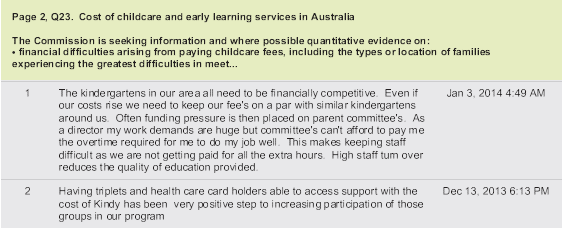 Page 2, Q23. Cost of childcare and early learning services in Australia
The Commission is seeking information and where possible quantitative evidence on:
• financial difficulties arising from paying childcare fees, including the types or location of families
experiencing the greatest difficulties in meet...
1 The kindergartens in our area all need to be financially competitive. Even if Jan 3, 2014 4:49 AM
our costs rise we need to keep our fee's on a par with similar kindergartens
around us. Often funding pressure is then placed on parent committee's. As
a director my work demands are huge but committee's can't afford to pay me
the overtime required for me to do my job well. This makes keeping staff
difficult as we are not getting paid for all the extra hours. High staff turn over
reduces the quality of education provided.
2 Having triplets and health care card holders able to access support with the Dec 13, 2013 6:13 PM
cost of Kindy has been very positive step to increasing participation of those
groups in our program